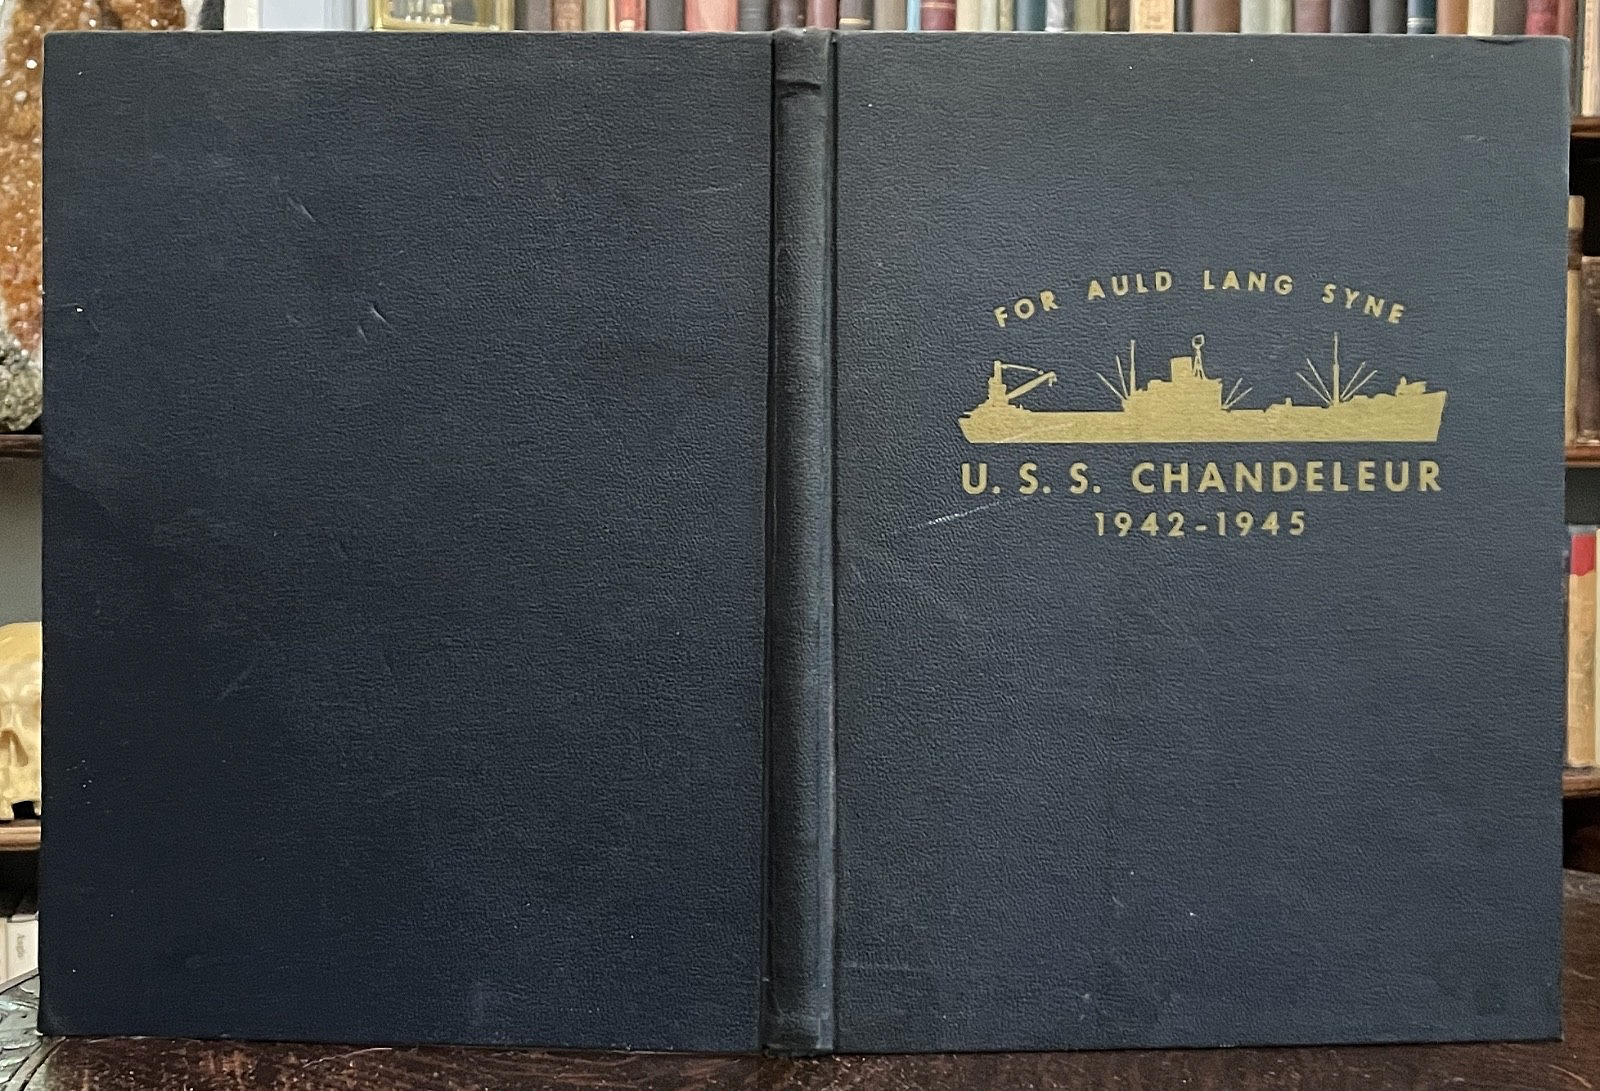 FOR AULD LANG SYNE
U. S. S. CHANDELEUR
1942-1945